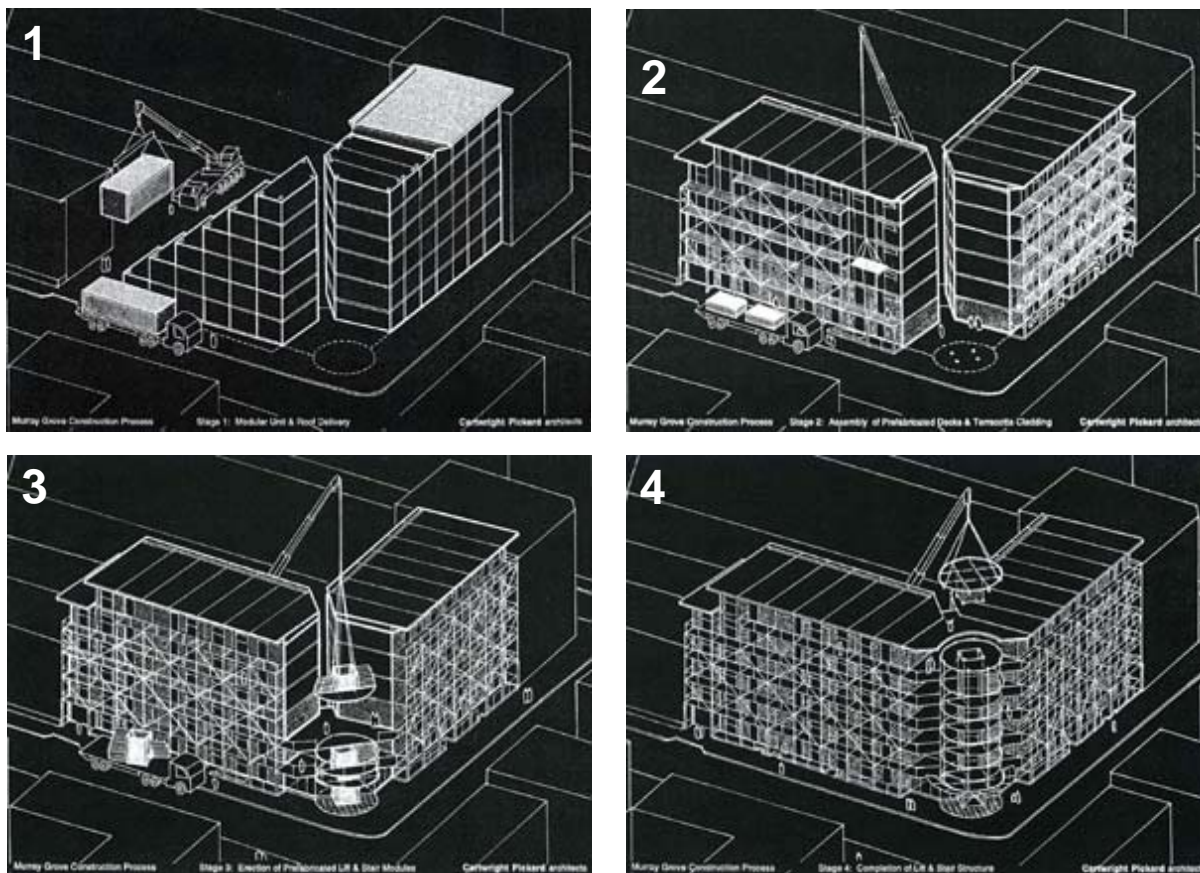 1
Murray Grove Construction Process Stage 1: Modular Unit & Roof Delivery Cartwright Pickard architects
2
Murray Grove Construction Process Stage 2: Assembly of Prefabricated Decks & Terracotta Cladding Cartwright Pickard architects
3
Murray Grove Construction Process Stage 3: Erection of Prefabricated Lift & Stair Modules Cartwright Pickard architects
4
Murray Grove Construction Process Stage 4: Completion of Lift & Stair Structure Cartwright Pickard architects